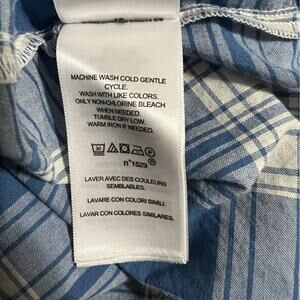 MACHINE WASH COLD GENTLE
CYCLE.
WASH WITH LIKE COLORS.
ONLY NON-CHLORINE BLEACH
WHEN NEEDED.
TUMBLE DRY LOW.
WARM IRON IF NEEDED.
n°1629®
LAVER AVEC DES COULEURS
SEMBLABLES.
LAVARE CON COLORI SIMILI.
LAVAR CON COLORES SIMILARES.